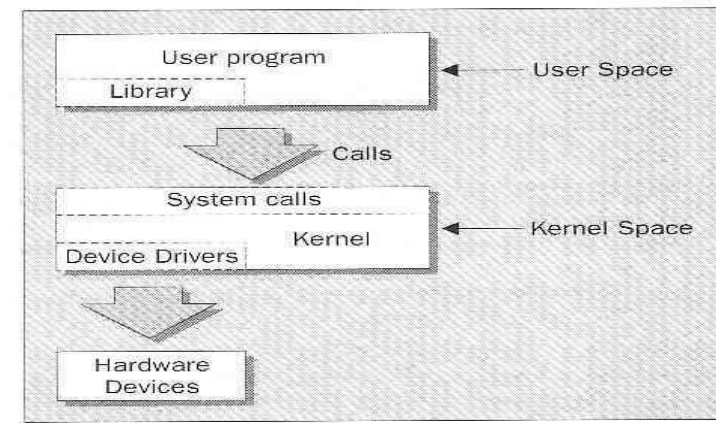 User program
Library
User Space
Calls
System calls
Kernel
Device Drivers
Kernel Space
Hardware
Devices